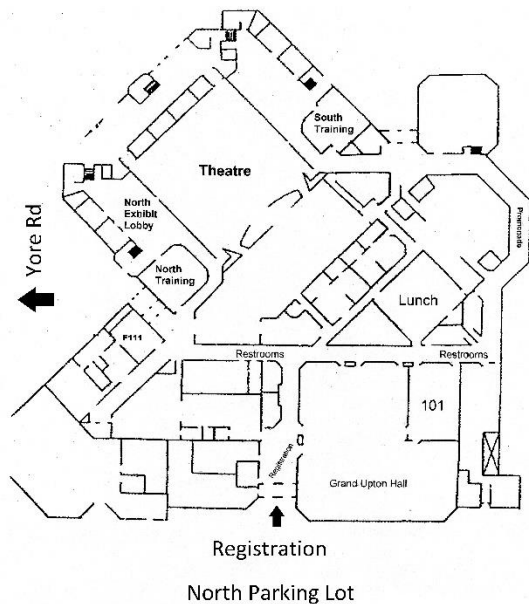 South
Training
Theatre
North
Exhibit
Lobby
Promenade
Yore Rd
North
Training
Lunch
F111
Restrooms
Restrooms
101
Registration
Grand Upton Hall
Registration
North Parking Lot